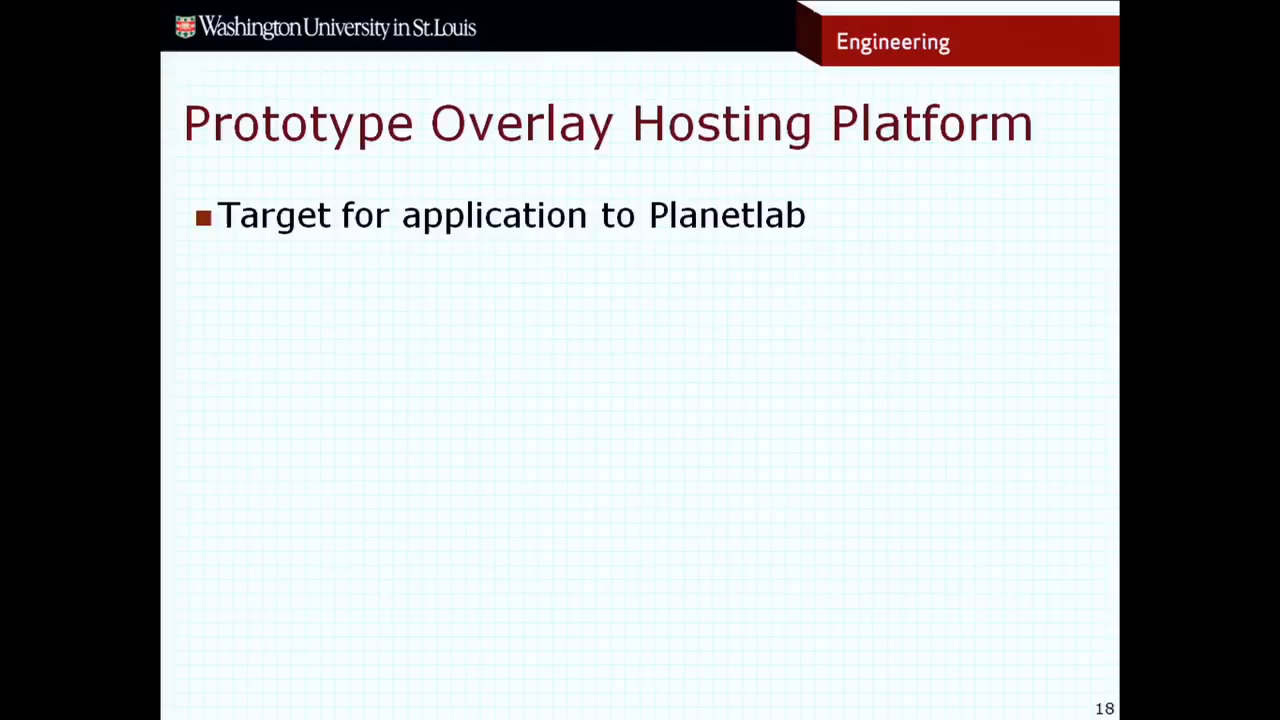 Washington University in St. Louis
Engineering
Prototype Overlay Hosting Platform
Target for application to Planetlab
18